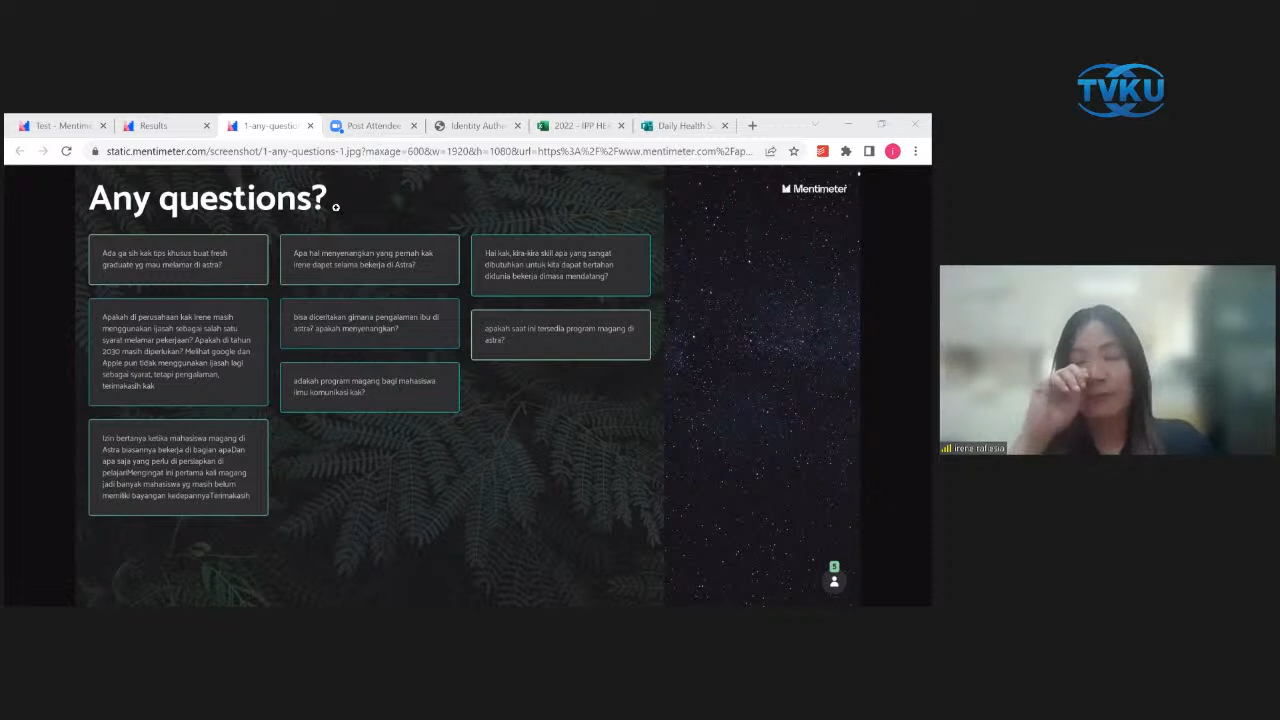 TVKU
Test - Mentime
Results
1-any-questio
Post Attendee
Identity Authe
2022 - IPP HE
Daily Health S
static.mentimeter.com/screenshot/1-any-questions-1.jpg?maxage=600&w=1920&h=1080&url=https%3A%2F%2Fwww.mentimeter.com%2Fap...
Any questions?
Mentimeter
Ada ga sih kak tips khusus buat fresh
graduate yg mau melamar di astra?
Apa hal menyenangkan yang pernah kak
irene dapet selama bekerja di Astra?
Hai kak, kira-kira skill apa yang sangat
dibutuhkan untuk kita dapat bertahan
didunia bekerja dimasa mendatang?
Apakah di perusahaan kak Irene masih
menggunakan ijasah sebagai salah satu
syarat melamar pekerjaan? Apakah di tahun
2030 masih diperlukan? Melihat google dan
Apple pun tidak menggunakan ijasah lagi
sebagai syarat, tetapi pengalaman,
terimakasih kak
bisa diceritakan gimana pengalaman ibu di
astra? apakah menyenangkan?
apakah saat ini tersedia program magang di
astra?
adakah program magang bagi mahasiswa
ilmu komunikasi kak?
Izin bertanya ketika mahasiswa magang di
Astra biasannya bekerja di bagian apaDan
apa saja yang perlu di persiapkan di
pelajariMengingat ini pertama kali magang
jadi banyak mahasiswa yg masih belum
memiliki bayangan kedepannyaTerimakasih
5
irene rafiesia